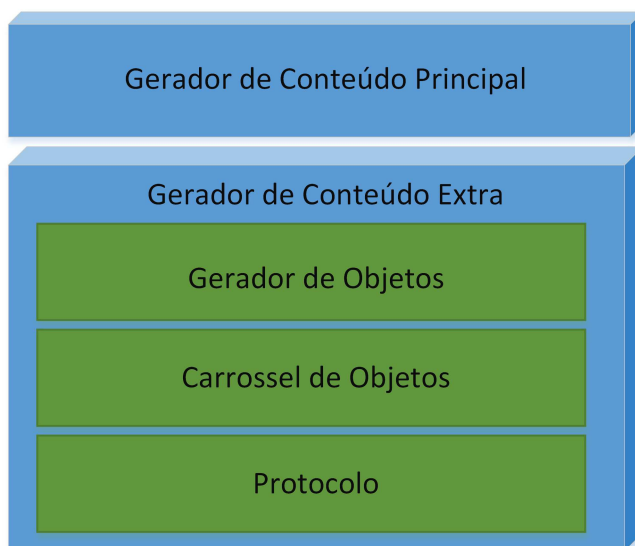 Gerador de Conteúdo Principal
Gerador de Conteúdo Extra
Gerador de Objetos
Carrossel de Objetos
Protocolo